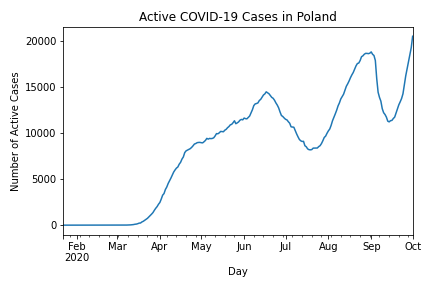 Active COVID-19 Cases in Poland
Number of Active Cases
20000
15000
10000
5000
0
Feb Mar Apr May Jun Jul Aug Sep Oct
2020
Day